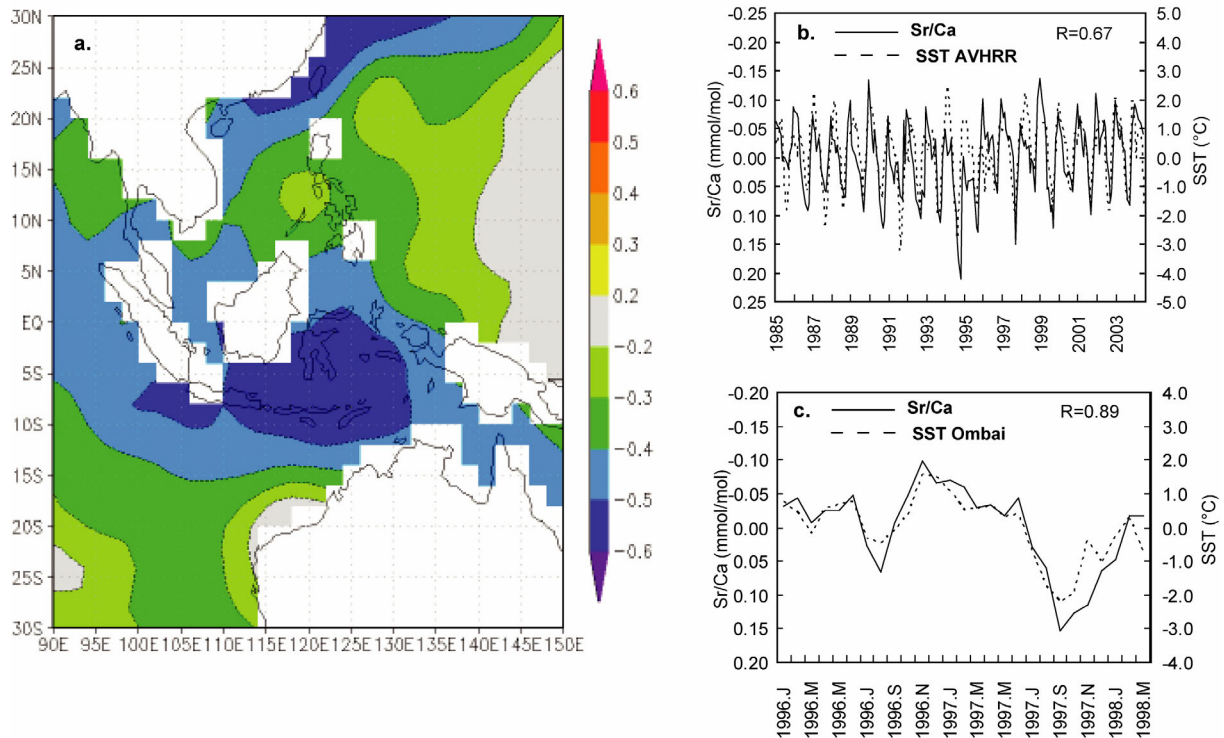 a.
30N
25N
20N
15N
10N
5N
EQ
5S
10S
15S
20S
25S
30S
90E 95E 100E 105E 110E 115E 120E 125E 130E 135E 140E 145E 150E
0.6
0.5
0.4
0.3
0.2
-0.2
-0.3
-0.4
-0.5
-0.6
b.
Sr/Ca
SST AVHRR
R=0.67
Sr/Ca (mmol/mol)
-0.25
-0.20
-0.15
-0.10
-0.05
0.00
0.05
0.10
0.15
0.20
0.25
5.0
4.0
3.0
2.0
1.0
0.0
-1.0
-2.0
-3.0
-4.0
-5.0
SST (°C)
1985 1987 1989 1991 1993 1995 1997 1999 2001 2003
c.
Sr/Ca
SST Ombai
R=0.89
Sr/Ca (mmol/mol)
-0.20
-0.15
-0.10
-0.05
0.00
0.05
0.10
0.15
0.20
4.0
3.0
2.0
1.0
0.0
-1.0
-2.0
-3.0
-4.0
SST (°C)
1996.J 1996.M 1996.M 1996.J 1996.S 1996.N 1997.J 1997.M 1997.M 1997.J 1997.S 1997.N 1998.J 1998.M